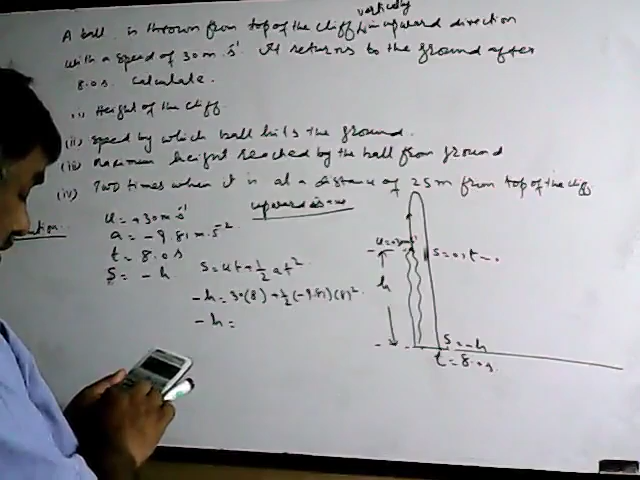 A ball is thrown from top of the cliff vertically in upward direction
with a speed of 30 m s⁻¹. It returns to the ground after
8.0 s. Calculate.
(i) Height of the cliff.
(ii) Speed by which ball hits the ground.
(iii) Maximum height reached by the ball from ground
(iv) Two times when it is at a distance of 25 m from top of the cliff
upward is +ve
u = +30 m s⁻¹
a = -9.81 m s⁻²
t = 8.0 s
S = -h
S = ut + ½ at²
-h = 30(8) + ½(-9.81)(8)²
-h =
h
S = 0, t
S = -h
t = 8.0 s